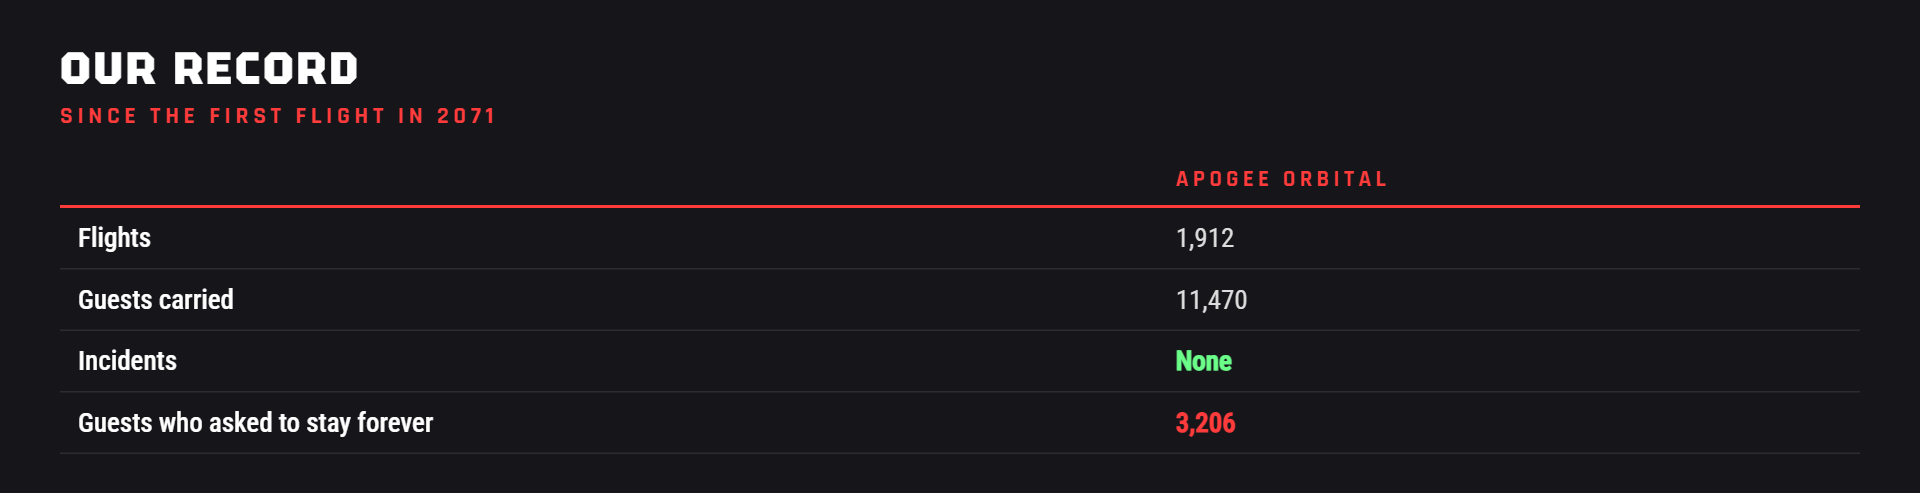 OUR RECORD
SINCE THE FIRST FLIGHT IN 2071
APOGEE ORBITAL
Flights 1,912
Guests carried 11,470
Incidents None
Guests who asked to stay forever 3,206